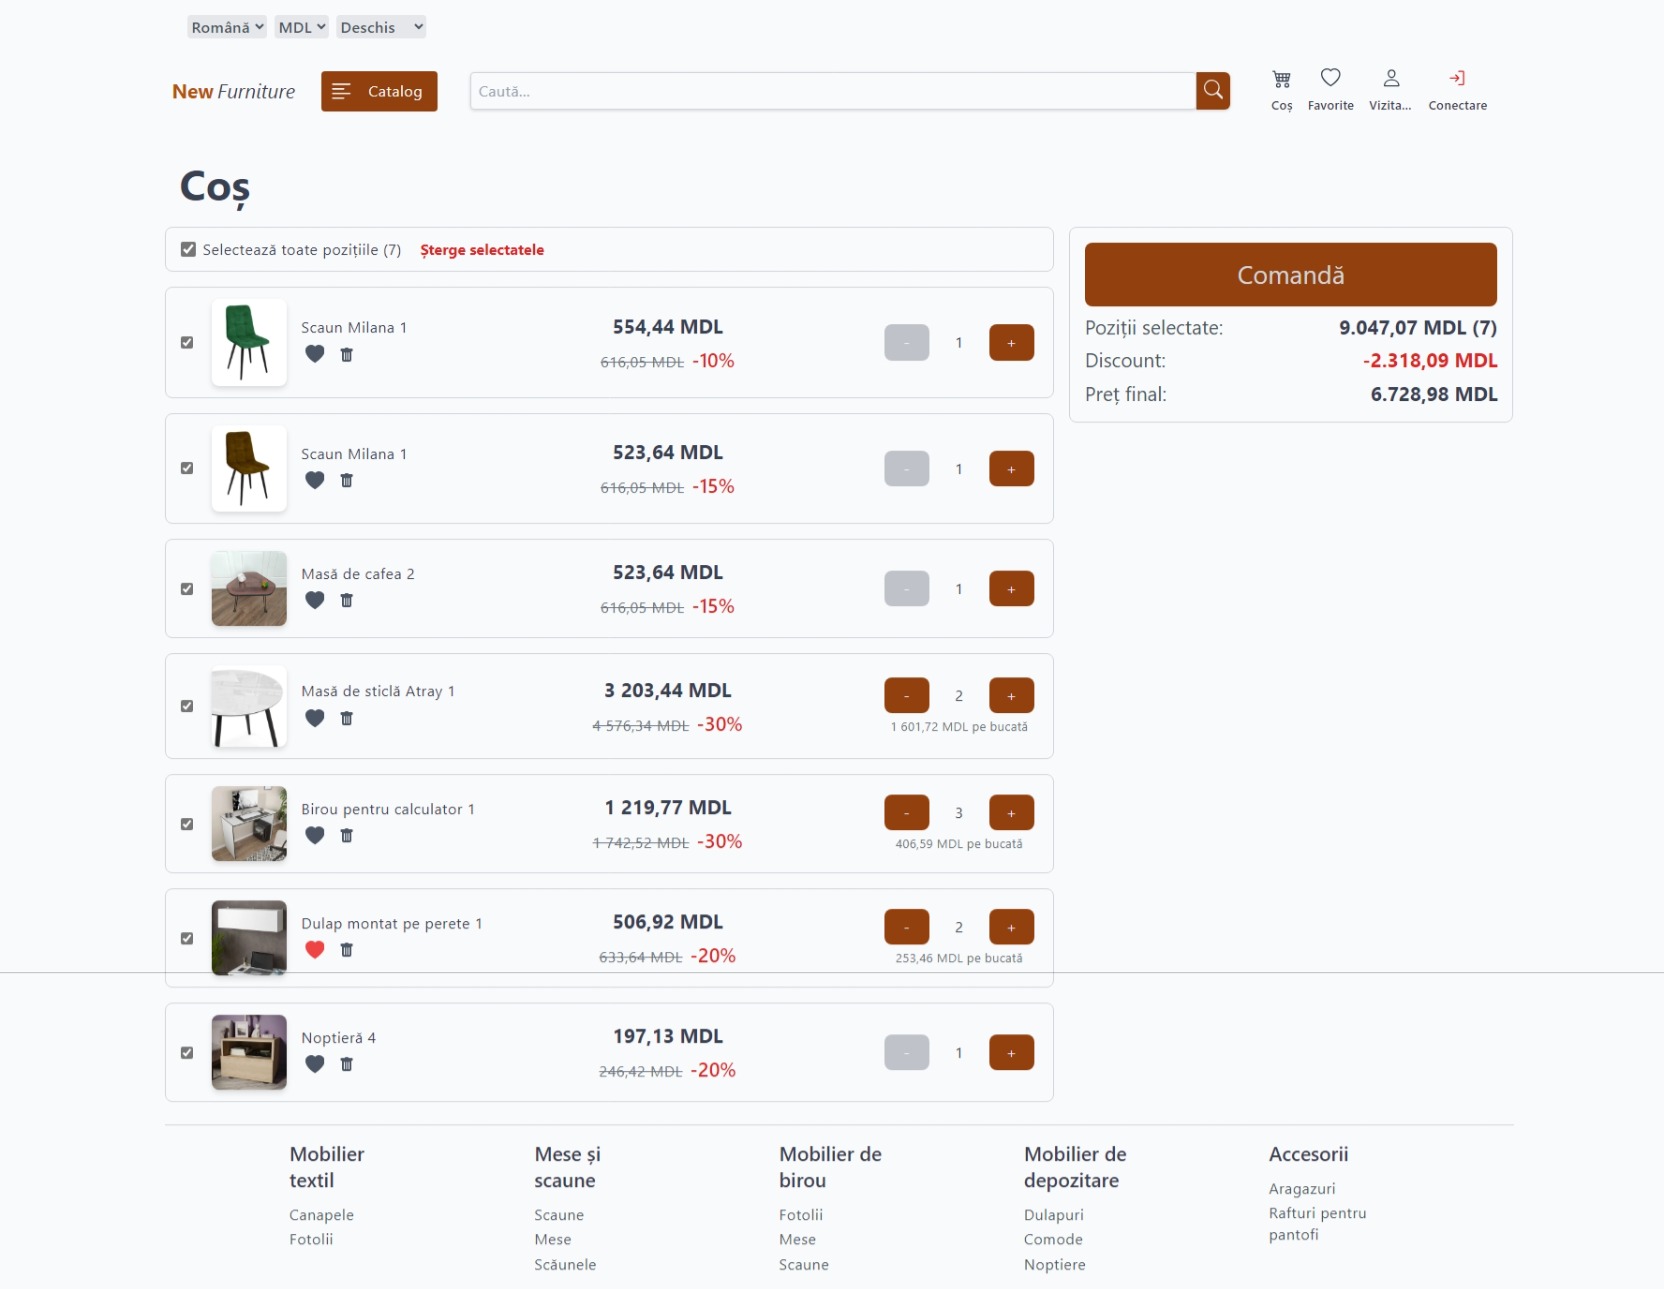 Română MDL Deschis
New Furniture Catalog Caută... Coș Favorite Vizita... Conectare
Coș
Selectează toate pozițiile (7) Șterge selectatele
Comandă
Poziții selectate: 9.047,07 MDL (7)
Discount: -2.318,09 MDL
Preț final: 6.728,98 MDL
Scaun Milana 1
554,44 MDL
616,05 MDL -10%
- 1 +
Scaun Milana 1
523,64 MDL
616,05 MDL -15%
- 1 +
Masă de cafea 2
523,64 MDL
616,05 MDL -15%
- 1 +
Masă de sticlă Atray 1
3 203,44 MDL
4 576,34 MDL -30%
- 2 +
1 601,72 MDL pe bucată
Birou pentru calculator 1
1 219,77 MDL
1 742,52 MDL -30%
- 3 +
406,59 MDL pe bucată
Dulap montat pe perete 1
506,92 MDL
633,64 MDL -20%
- 2 +
253,46 MDL pe bucată
Noptieră 4
197,13 MDL
246,42 MDL -20%
- 1 +
Mobilier
textil
Canapele
Fotolii
Mese și
scaune
Scaune
Mese
Scăunele
Mobilier de
birou
Fotolii
Mese
Scaune
Mobilier de
depozitare
Dulapuri
Comode
Noptiere
Accesorii
Aragazuri
Rafturi pentru
pantofi